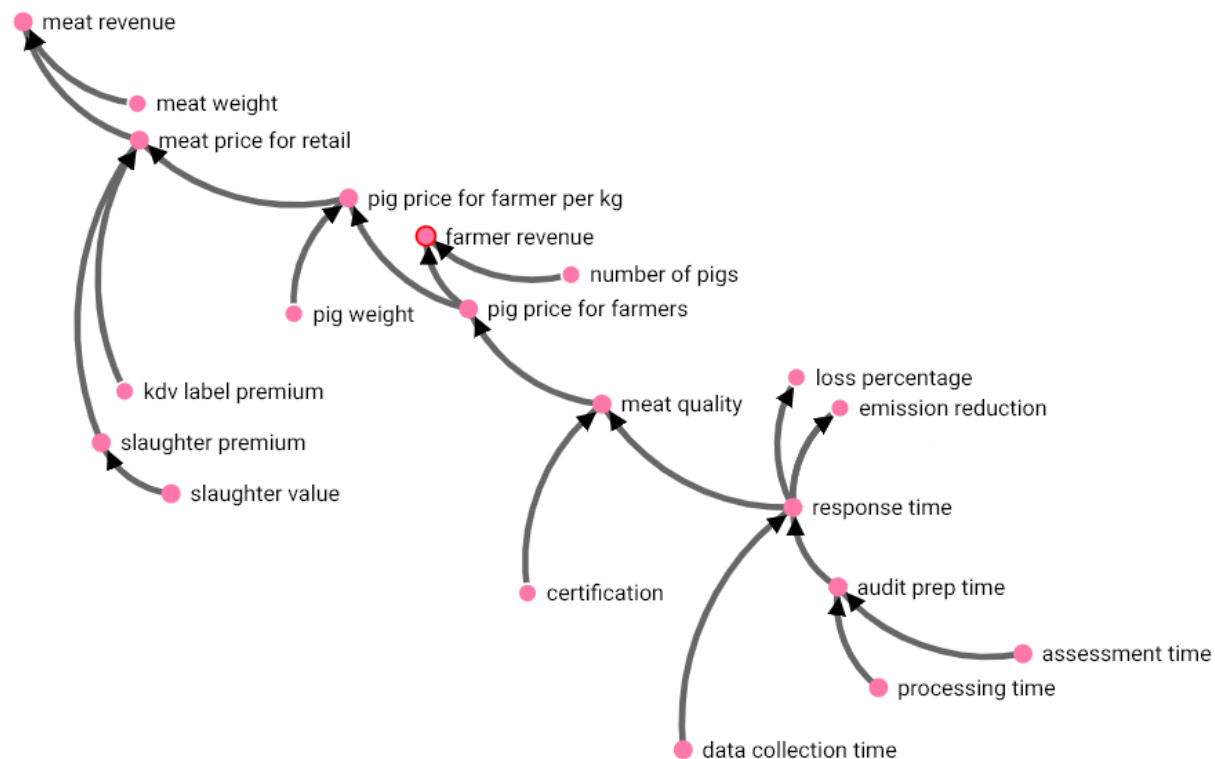 meat revenue
meat weight
meat price for retail
pig price for farmer per kg
farmer revenue
number of pigs
pig price for farmers
pig weight
loss percentage
kdv label premium
meat quality
emission reduction
slaughter premium
slaughter value
response time
audit prep time
certification
assessment time
processing time
data collection time